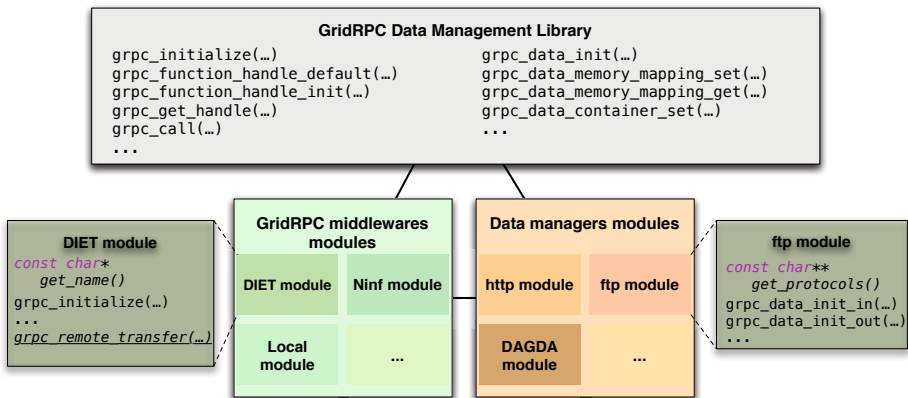 GridRPC Data Management Library
grpc_initialize(…)
grpc_function_handle_default(…)
grpc_function_handle_init(…)
grpc_get_handle(…)
grpc_call(…)
...
grpc_data_init(…)
grpc_data_memory_mapping_set(…)
grpc_data_memory_mapping_get(…)
grpc_data_container_set(…)
...
DIET module
const char*
get_name()
grpc_initialize(…)
...
grpc_remote_transfer(…)
GridRPC middlewares
modules
DIET module
Ninf module
Local
module
...
Data managers modules
http module
ftp module
DAGDA
module
...
ftp module
const char**
get_protocols()
grpc_data_init_in(…)
grpc_data_init_out(…)
...